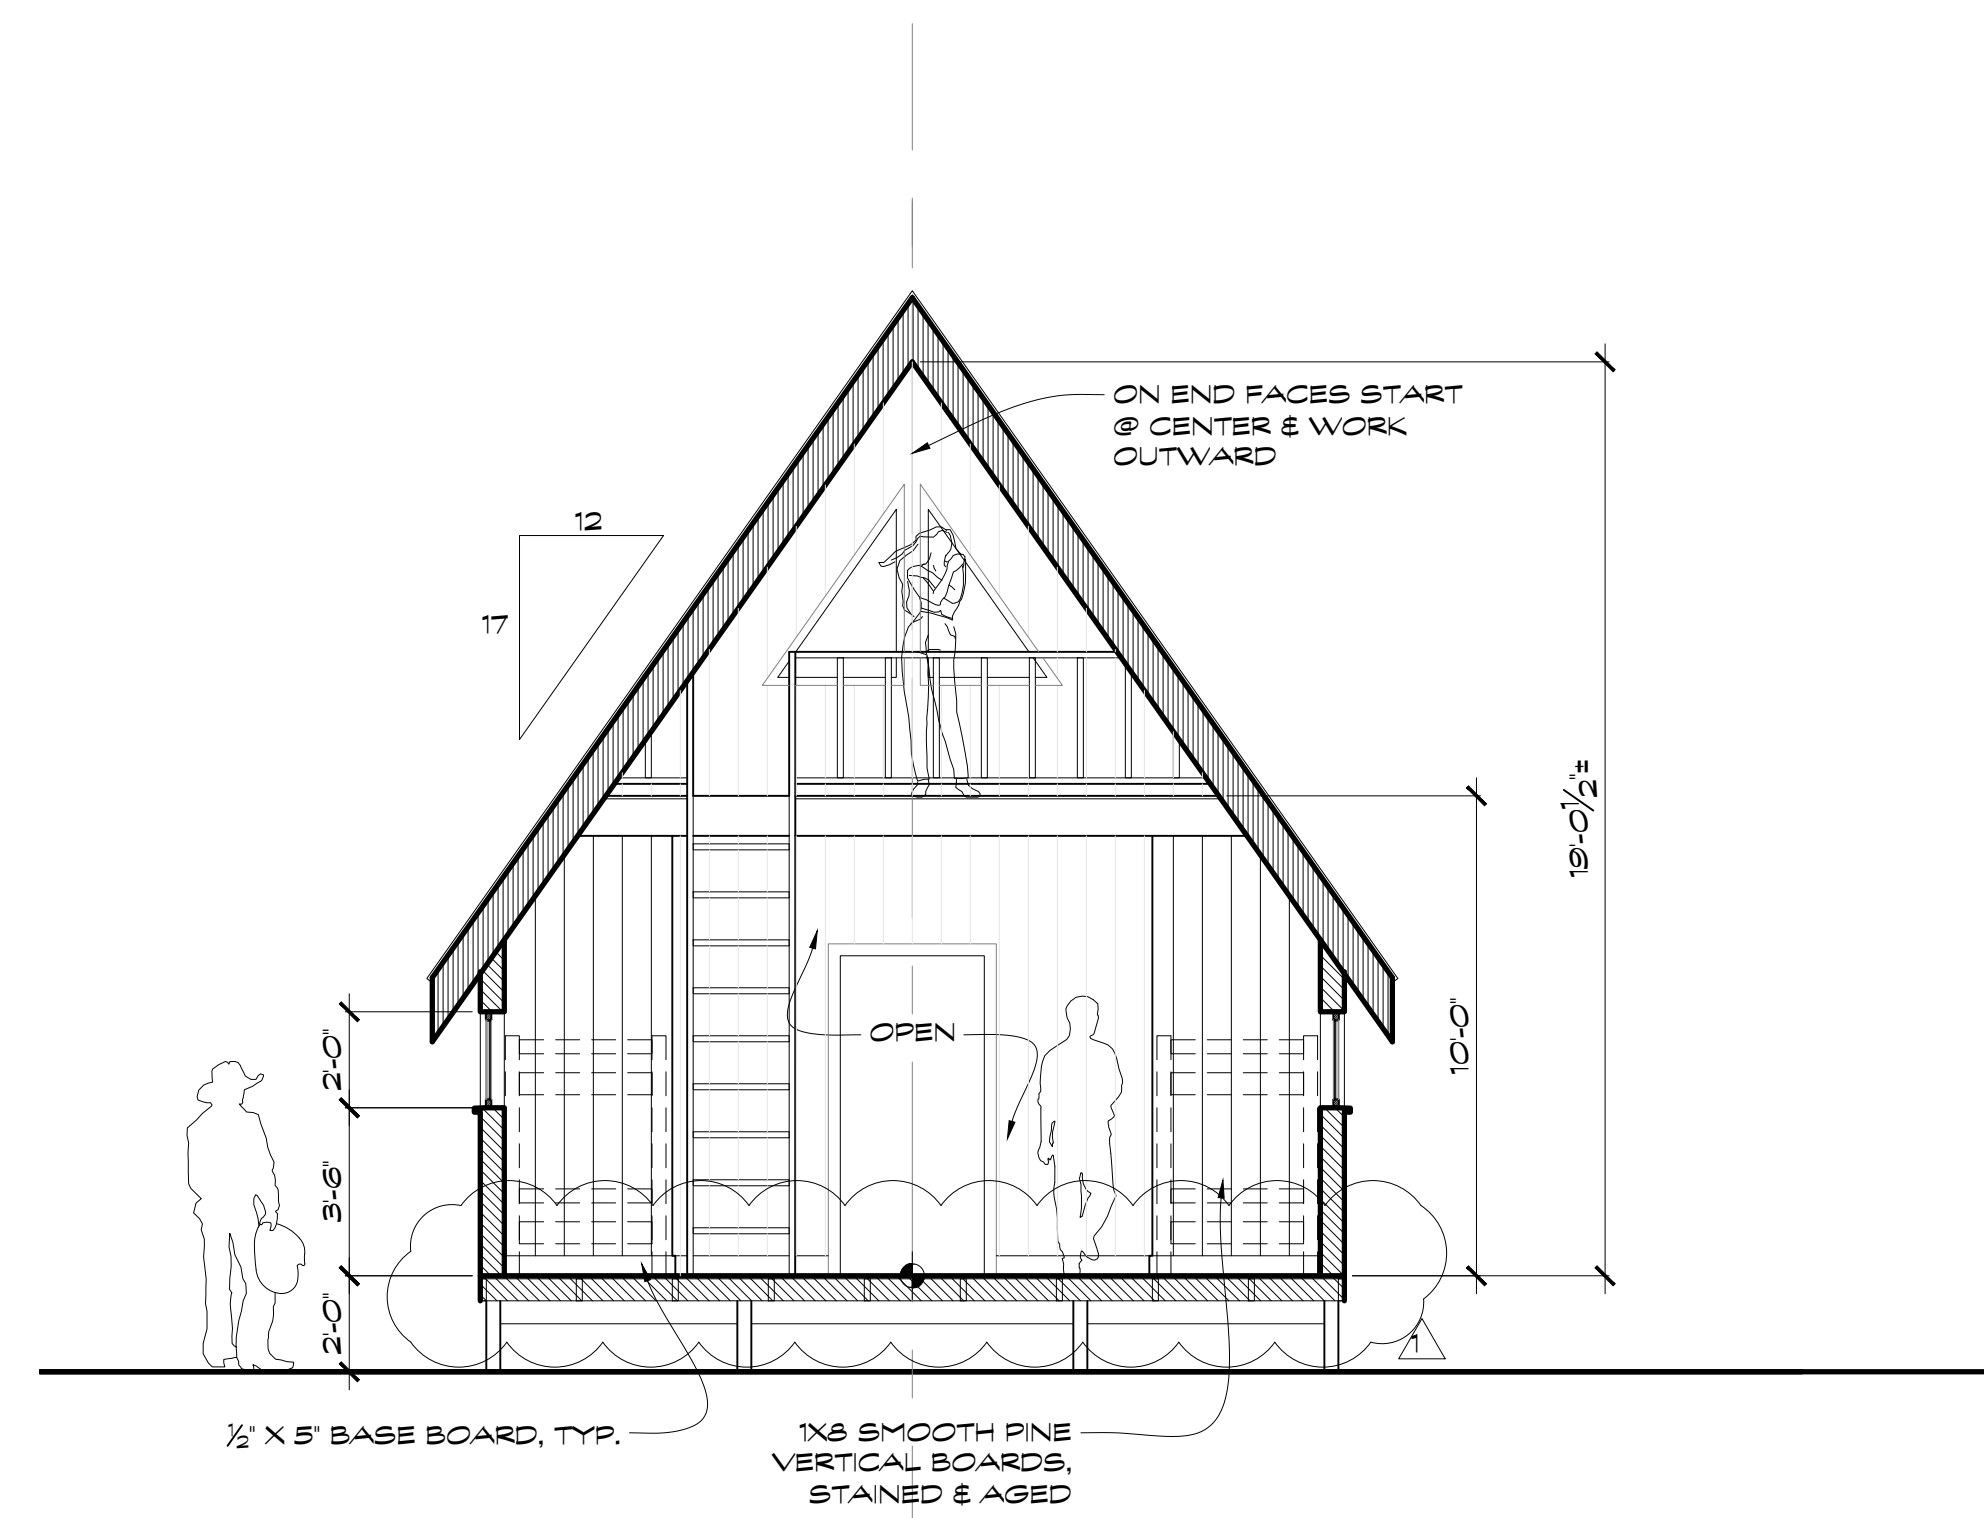 ON END FACES START
@ CENTER & WORK
OUTWARD
12
17
19'-0½"±
10'-0"
2'-0"
OPEN
3'-6"
2'-0"
1
½" X 5" BASE BOARD, TYP.
1X8 SMOOTH PINE
VERTICAL BOARDS,
STAINED & AGED